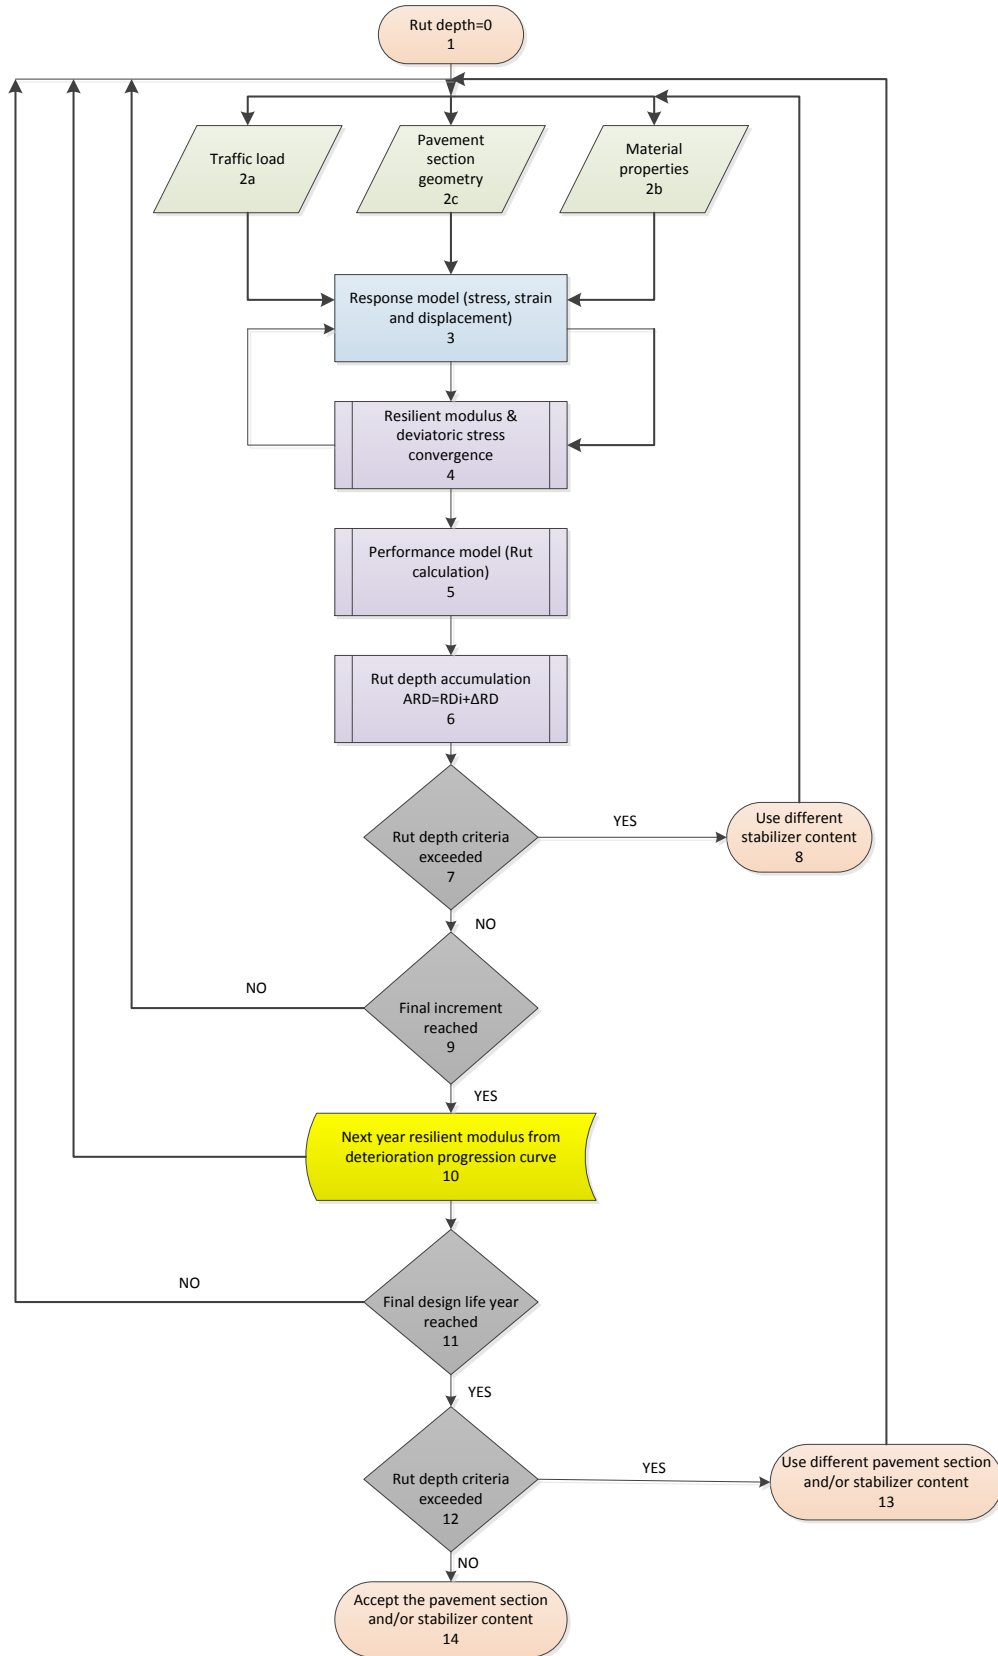 Rut depth=0
1
Traffic load
2a
Pavement
section
geometry
2c
Material
properties
2b
Response model (stress, strain
and displacement)
3
Resilient modulus &
deviatoric stress
convergence
4
Performance model (Rut
calculation)
5
Rut depth accumulation
ARD=RDi+ΔRD
6
Rut depth criteria
exceeded
7
YES
Use different
stabilizer content
8
NO
Final increment
reached
9
NO
YES
Next year resilient modulus from
deterioration progression curve
10
Final design life year
reached
11
NO
YES
Rut depth criteria
exceeded
12
YES
Use different pavement section
and/or stabilizer content
13
NO
Accept the pavement section
and/or stabilizer content
14